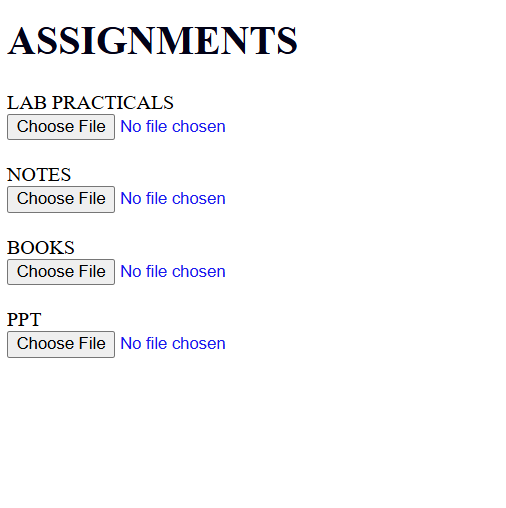 ASSIGNMENTS
LAB PRACTICALS
Choose File No file chosen
NOTES
Choose File No file chosen
BOOKS
Choose File No file chosen
PPT
Choose File No file chosen